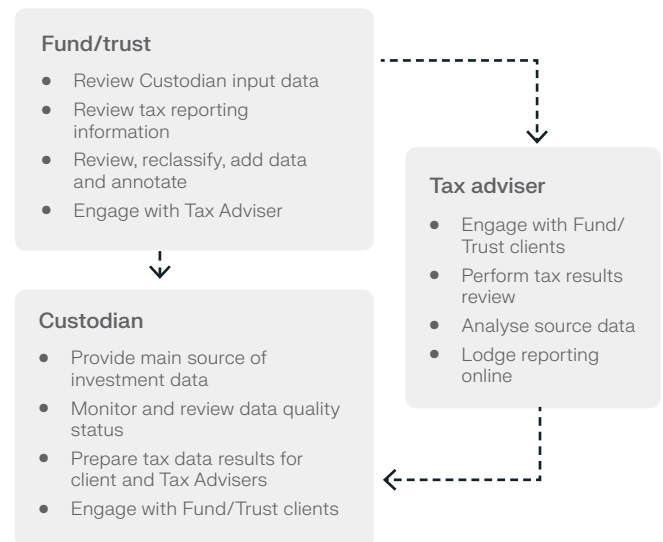 Fund/trust
● Review Custodian input data
● Review tax reporting
information
● Review, reclassify, add data
and annotate
● Engage with Tax Adviser
Tax adviser
● Engage with Fund/
Trust clients
● Perform tax results
review
● Analyse source data
● Lodge reporting
online
Custodian
● Provide main source of
investment data
● Monitor and review data quality
status
● Prepare tax data results for
client and Tax Advisers
● Engage with Fund/Trust clients